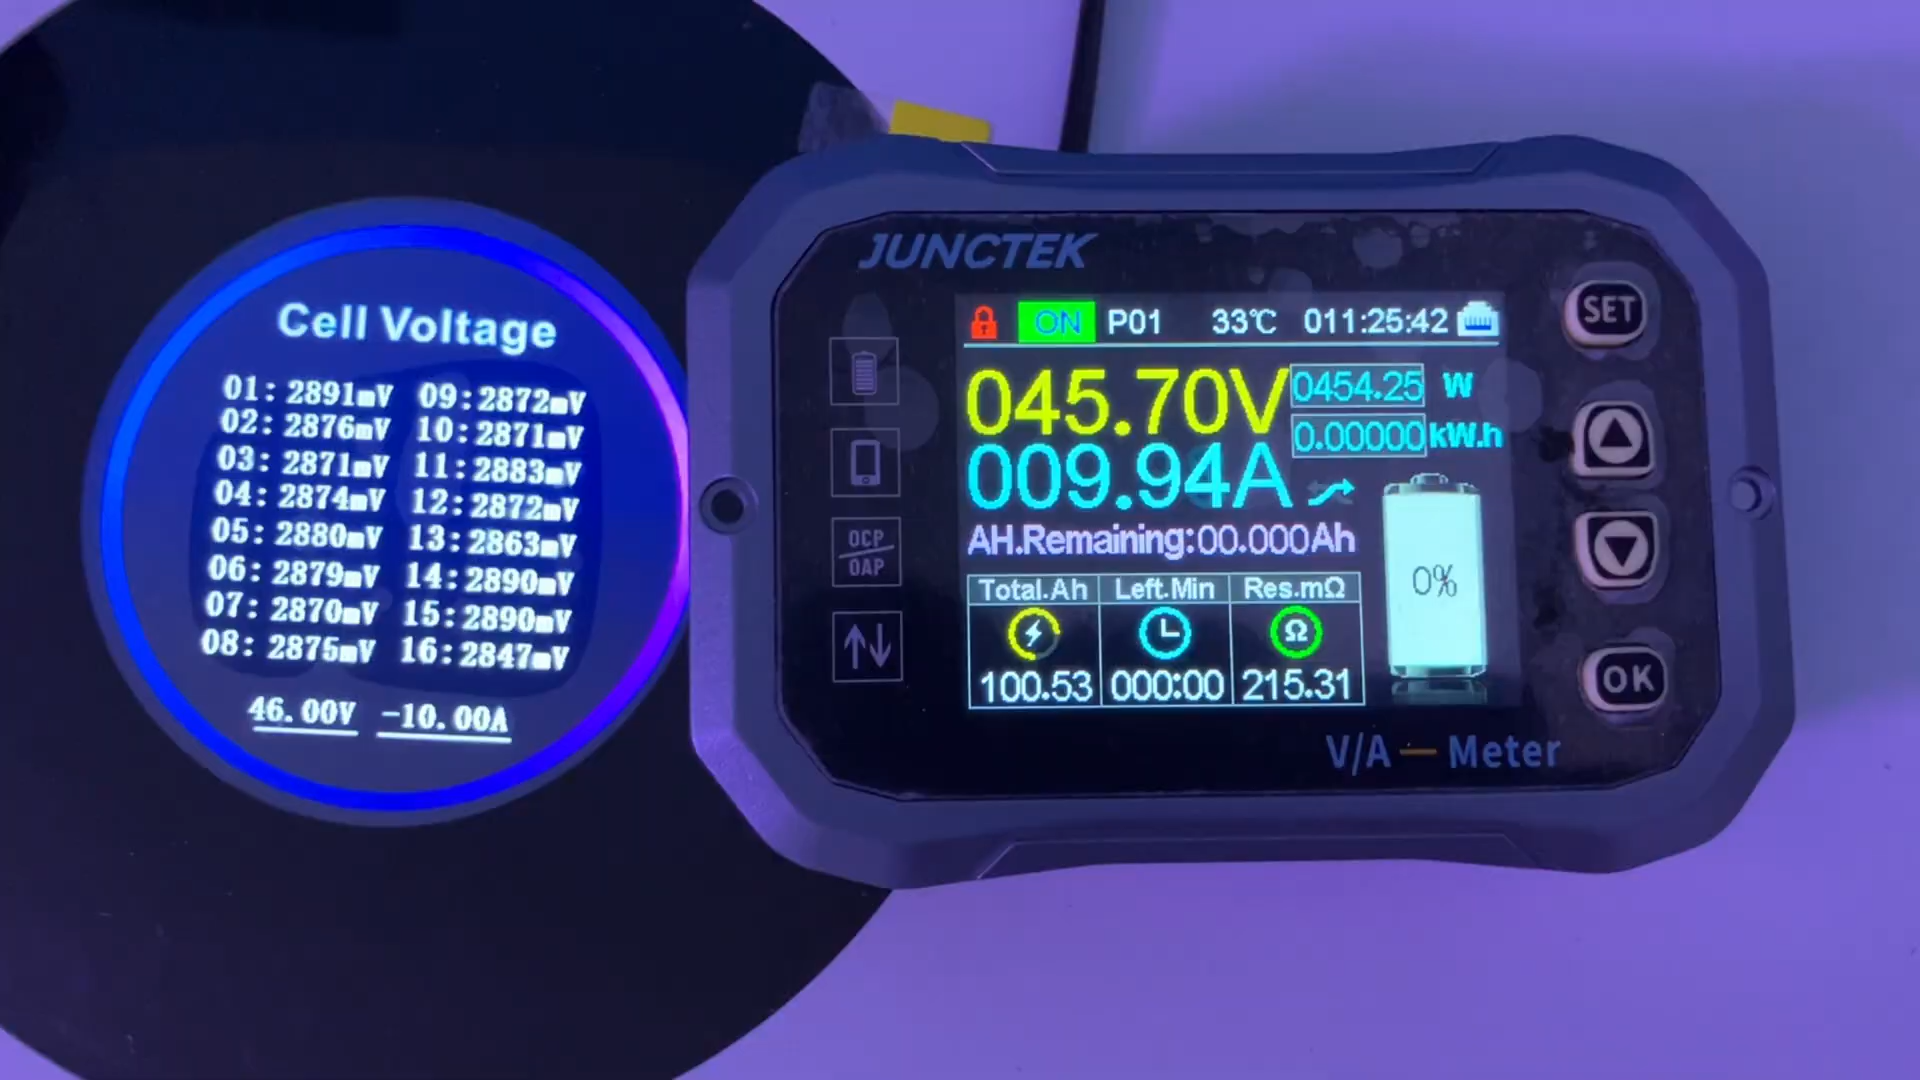 Cell Voltage
01: 2891mV 09:2872mV
02: 2876mV 10:2871mV
03: 2871mV 11:2883mV
04: 2874mV 12:2872mV
05: 2880mV 13:2863mV
06: 2879mV 14:2890mV
07: 2870mV 15:2890mV
08: 2875mV 16:2847mV
46.00V -10.00A
JUNCTEK
ON P01 33℃ 011:25:42
045.70V 0454.25 W
0.00000 kW.h
009.94A
AH.Remaining:00.000Ah
Total.Ah Left.Min Res.mΩ
Ω
100.53 000:00 215.31
0%
OCP
OAP
SET
OK
V/A — Meter